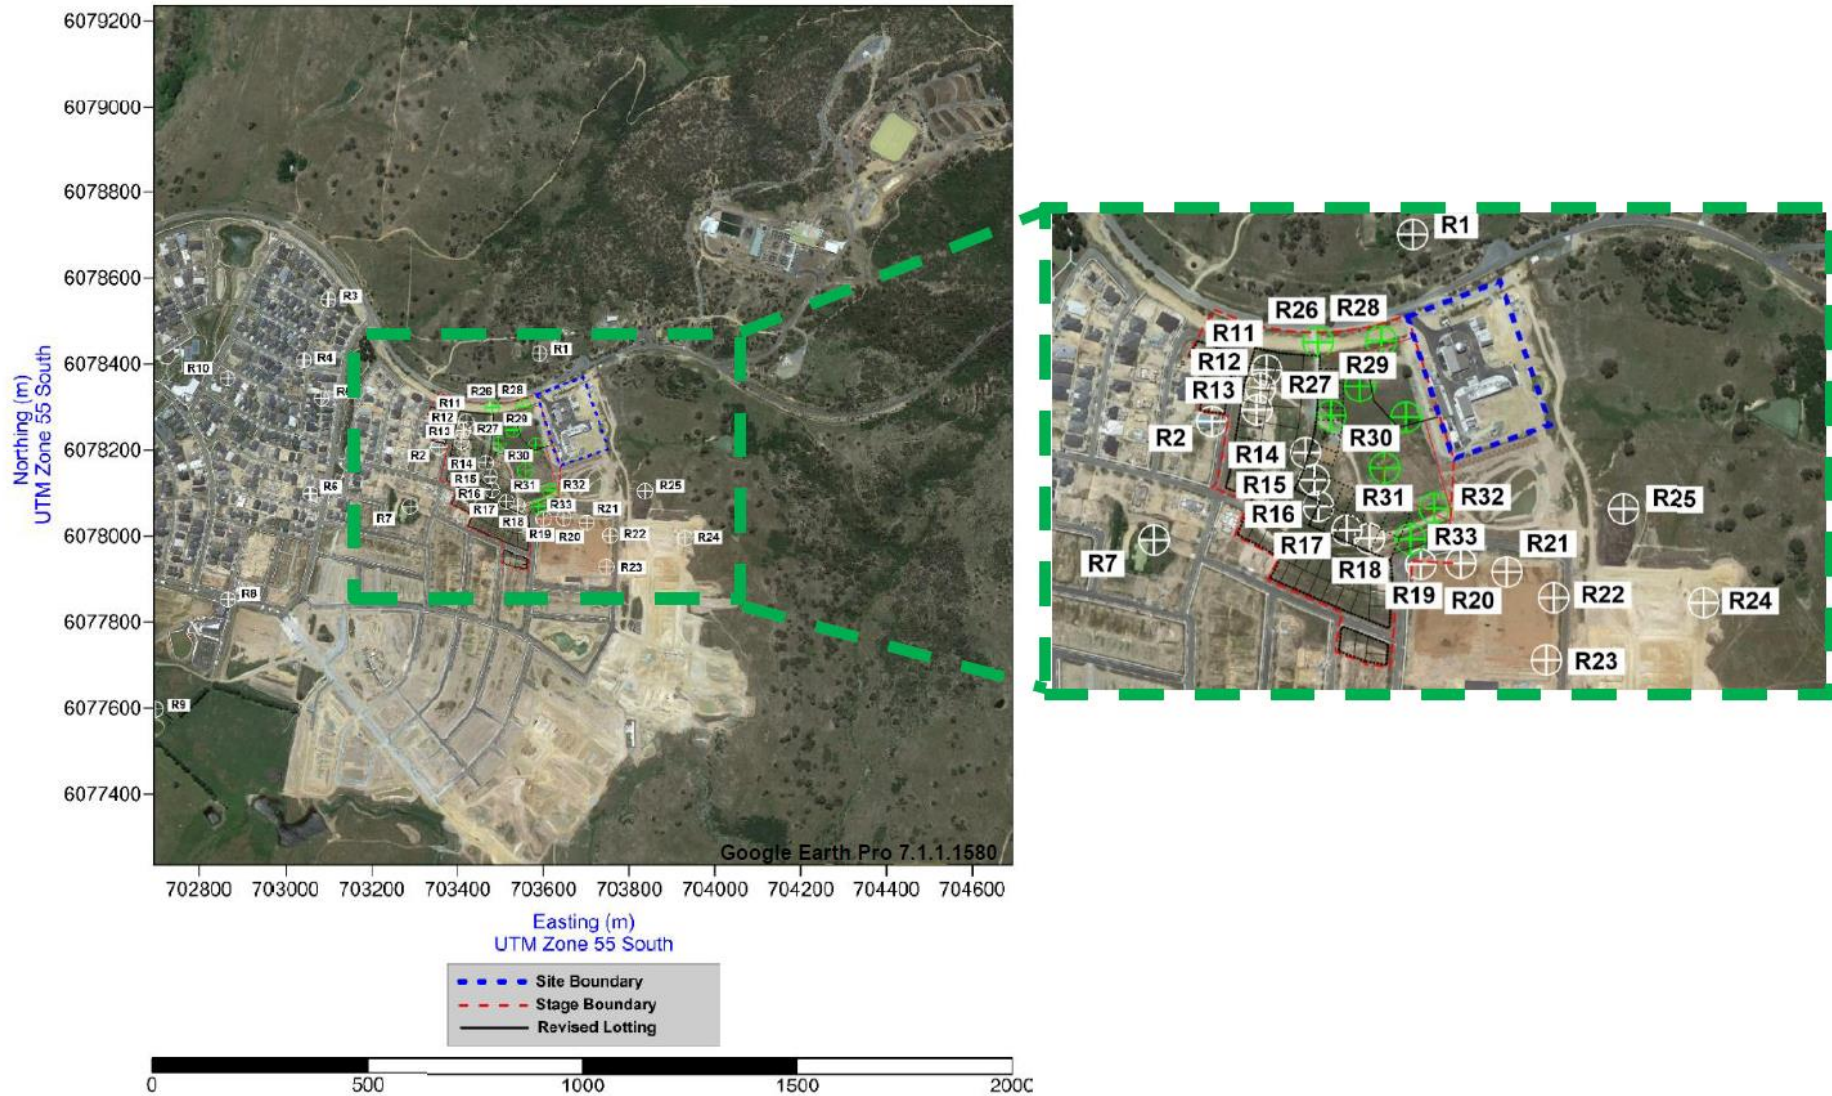 6079200
6079000
6078800
6078600
6078400
6078200
6078000
6077800
6077600
6077400
Northing (m)
UTM Zone 55 South
R3
R4
R10
R1
R26
R28
R11
R12
R29
R13
R27
R2
R30
R14
R15
R31
R32
R25
R6
R16
R33
R21
R7
R17
R18
R19
R20
R22
R24
R23
R8
R9
Google Earth Pro 7.1.1.1580
702800 703000 703200 703400 703600 703800 704000 704200 704400 704600
Easting (m)
UTM Zone 55 South
Site Boundary
Stage Boundary
Revised Lotting
0 500 1000 1500 2000
R1
R26
R28
R11
R12
R29
R13
R27
R2
R30
R14
R15
R31
R32
R25
R16
R33
R17
R21
R7
R18
R19
R20
R22
R24
R23